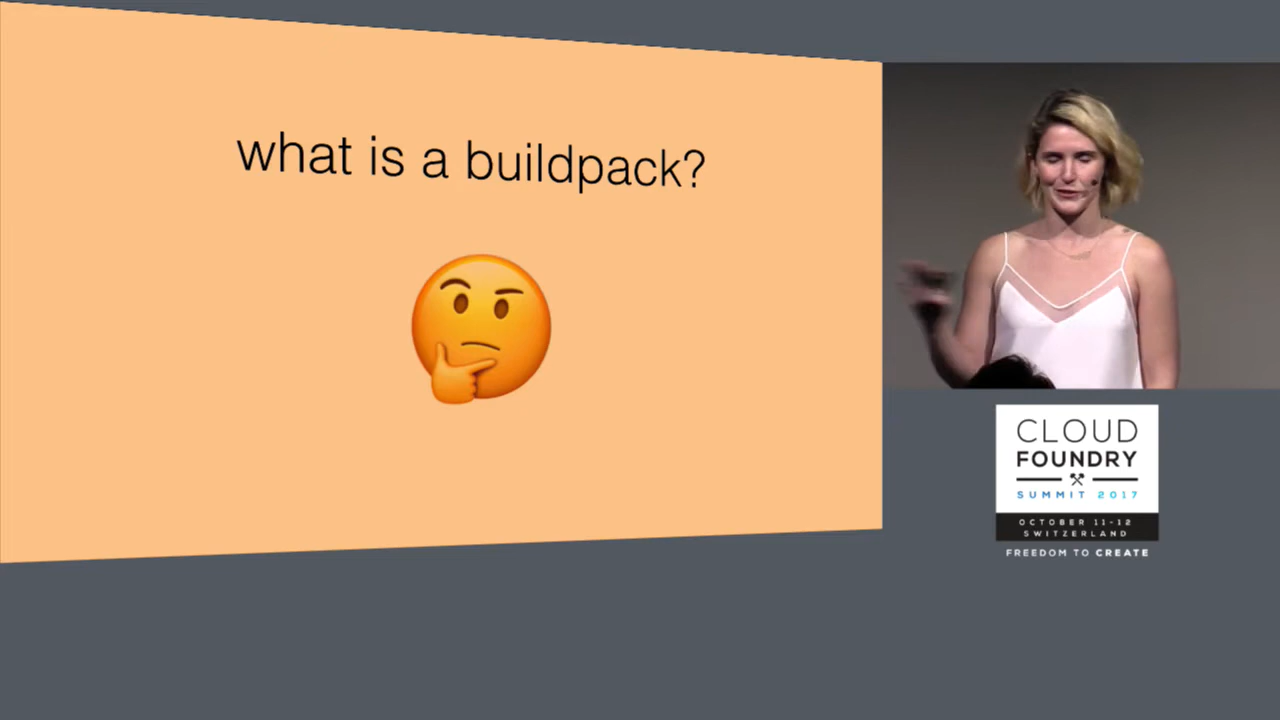 what is a buildpack?
CLOUD
FOUNDRY
SUMMIT 2017
OCTOBER 11-12
SWITZERLAND
FREEDOM TO CREATE